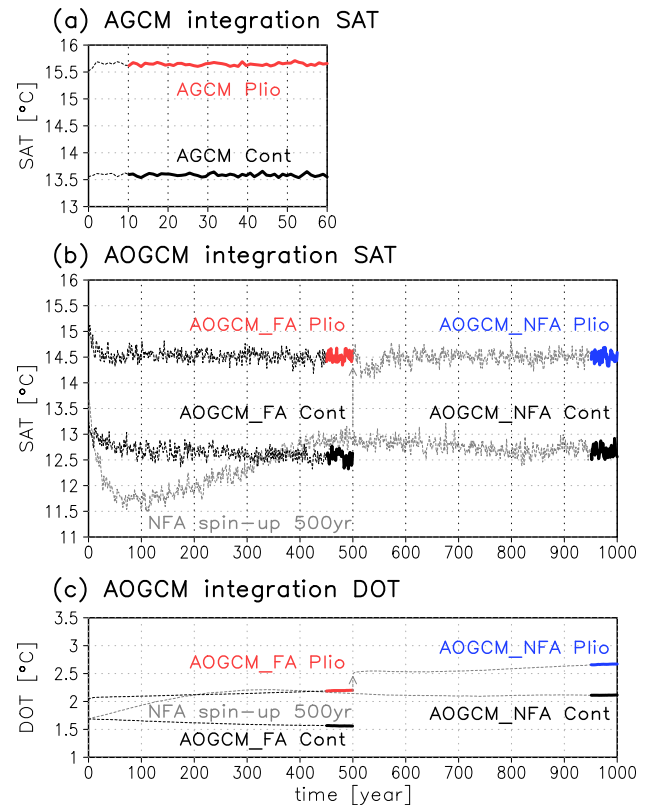 (a) AGCM integration SAT
16
15.5
15
14.5
14
13.5
13
SAT [°C]
AGCM Plio
AGCM Cont
0 10 20 30 40 50 60
(b) AOGCM integration SAT
16
15.5
15
14.5
14
13.5
13
12.5
12
11.5
11
SAT [°C]
AOGCM_FA Plio AOGCM_NFA Plio
AOGCM_FA Cont AOGCM_NFA Cont
NFA spin-up 500yr
0 100 200 300 400 500 600 700 800 900 1000
(c) AOGCM integration DOT
3.5
3
2.5
2
1.5
1
DOT [°C]
AOGCM_NFA Plio
AOGCM_FA Plio
NFA spin-up 500yr AOGCM_NFA Cont
AOGCM_FA Cont
0 100 200 300 400 500 600 700 800 900 1000
time [year]